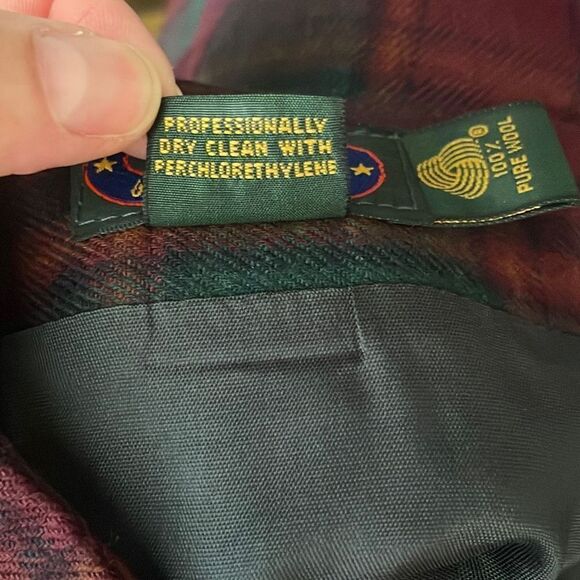 PROFESSIONALLY
DRY CLEAN WITH
PERCHLORETHYLENE
100%
PURE WOOL